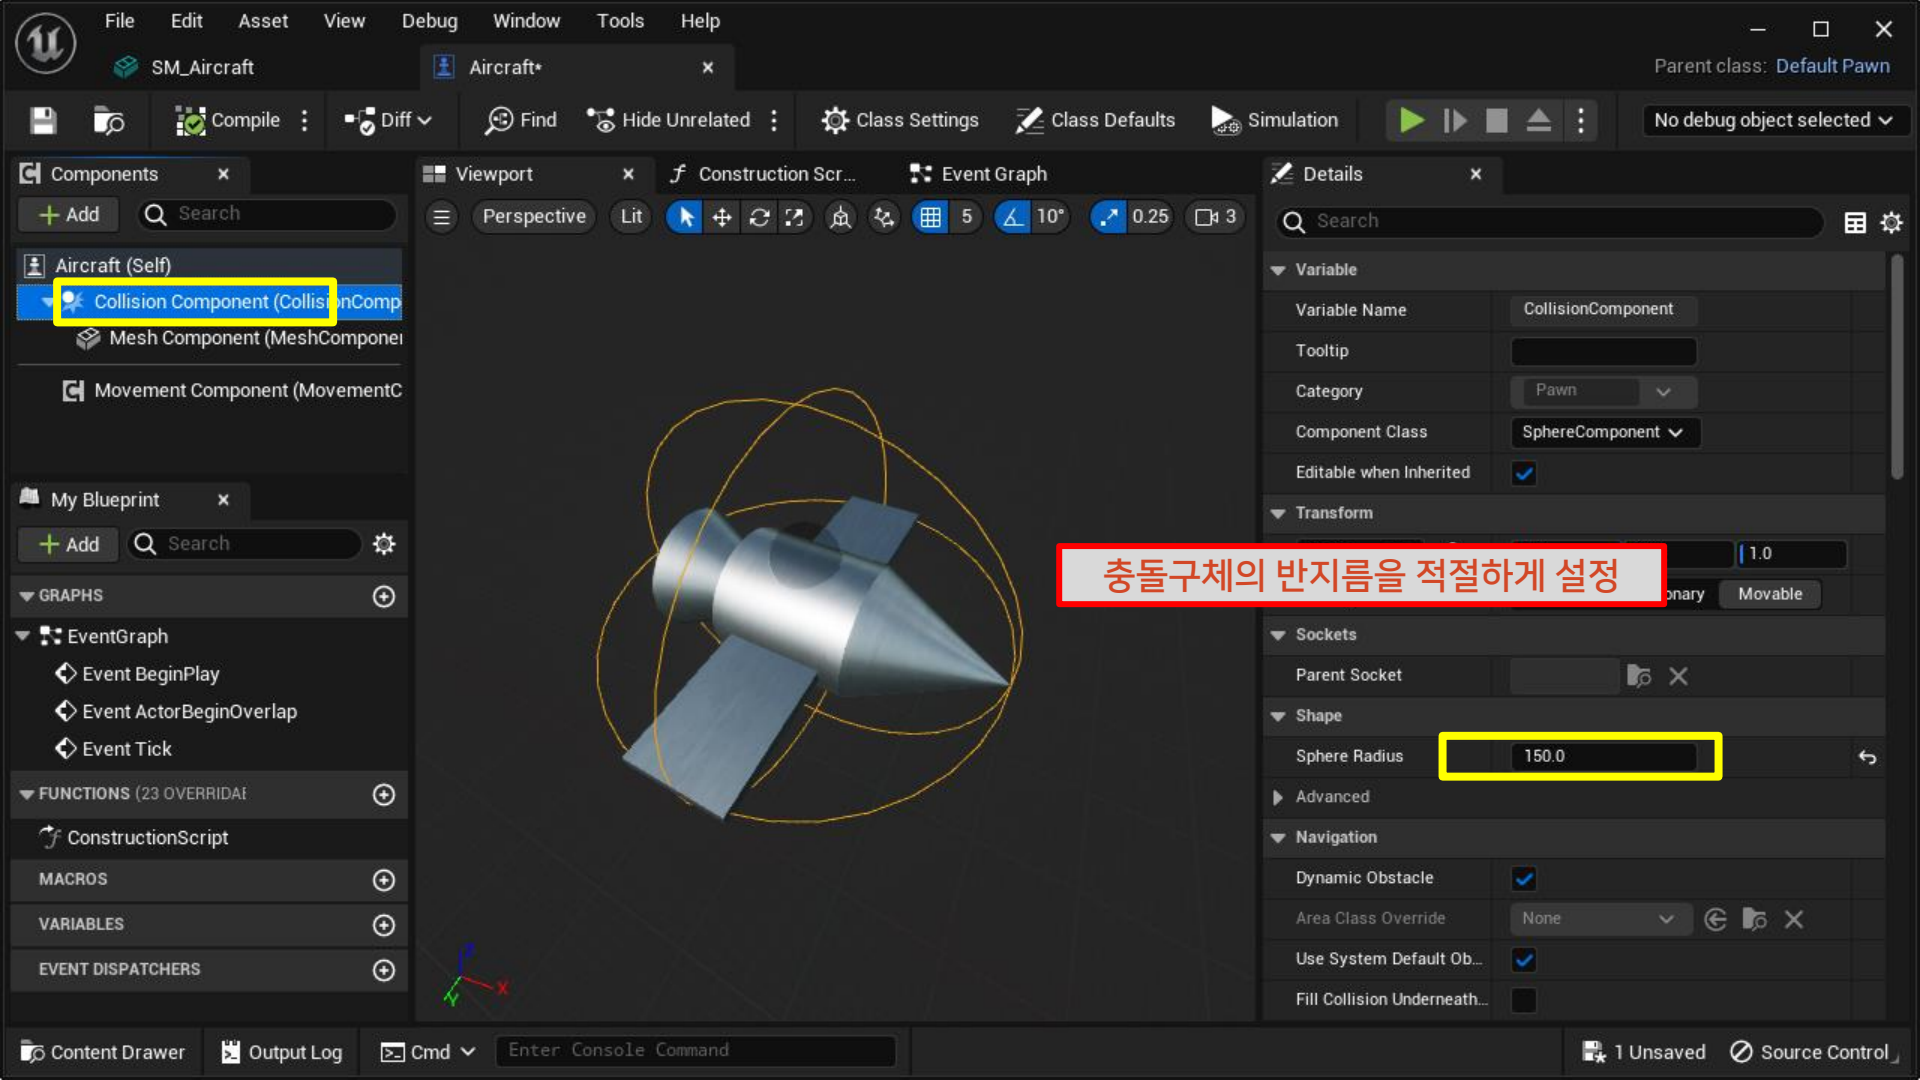 File Edit Asset View Debug Window Tools Help
SM_Aircraft
Aircraft*
Parent class: Default Pawn
Compile
Diff
Find
Hide Unrelated
Class Settings
Class Defaults
Simulation
No debug object selected
Components
Add
Search
Aircraft (Self)
Collision Component (CollisionComp
Mesh Component (MeshComponen
Movement Component (MovementC
My Blueprint
Add
Search
GRAPHS
EventGraph
Event BeginPlay
Event ActorBeginOverlap
Event Tick
FUNCTIONS (23 OVERRIDAB
ConstructionScript
MACROS
VARIABLES
EVENT DISPATCHERS
Viewport
Construction Scr...
Event Graph
Perspective
Lit
5
10°
0.25
3
Z
X
Y
Details
Search
Variable
Variable Name
CollisionComponent
Tooltip
Category
Pawn
Component Class
SphereComponent
Editable when Inherited
Transform
1.0
충돌구체의 반지름을 적절하게 설정
onary
Movable
Sockets
Parent Socket
Shape
Sphere Radius
150.0
Advanced
Navigation
Dynamic Obstacle
Area Class Override
None
Use System Default Ob...
Fill Collision Underneath...
Content Drawer
Output Log
Cmd
Enter Console Command
1 Unsaved
Source Control